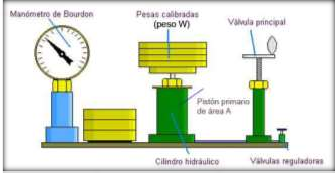 Manómetro de Bourdon
Pesas calibradas
(peso W)
Válvula principal
Pistón primario
de área A
Cilindro hidráulico
Válvulas reguladoras